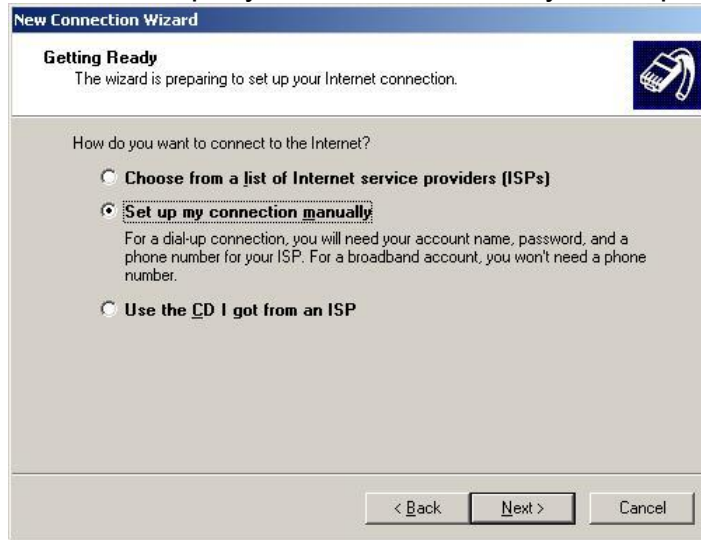 New Connection Wizard
Getting Ready
The wizard is preparing to set up your Internet connection.
How do you want to connect to the Internet?
Choose from a list of Internet service providers (ISPs)
Set up my connection manually
For a dial-up connection, you will need your account name, password, and a
phone number for your ISP. For a broadband account, you won't need a phone
number.
Use the CD I got from an ISP
< Back
Next >
Cancel